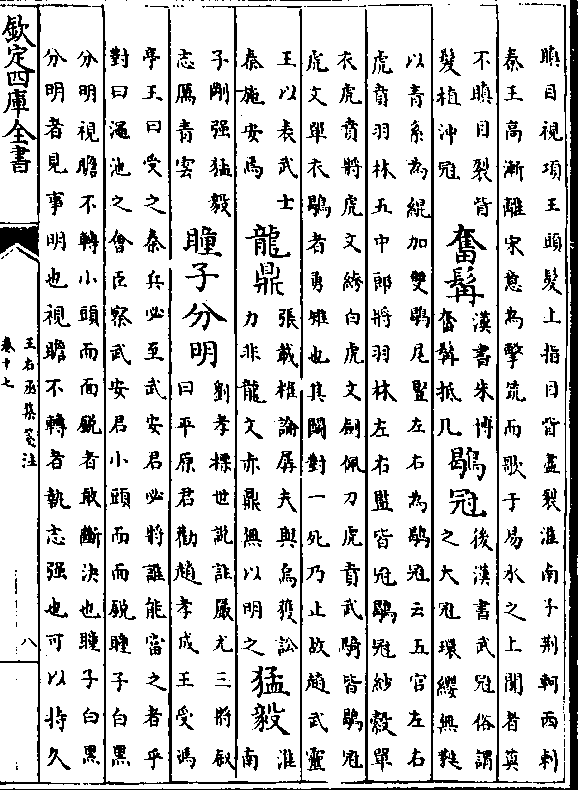 瞋目視項王頭髮上指目眥盡裂淮南子荆軻西刺
秦王高漸離宋意為擊筑而歌于易水之上聞者莫
不瞋目裂眥
髮植沖冠
奮髯
漢書朱博
奮髯抵几
鶡冠
後漢書武冠俗謂
之大冠環纓無蕤
以青系為緄加雙鶡尾豎左右為鶡冠云五官左右
虎賁羽林五中郎將羽林左右監皆冠鶡冠紗縠單
衣虎賁將虎文絝白虎文劒佩刀虎賁武騎皆鶡冠
虎文單衣鶡者勇雉也其鬬對一死乃止故趙武靈
王以表武士
秦施安焉
龍鼎
張載榷論孱夫與烏獲訟
力非龍文赤鼎無以明之
猛毅
淮
南
子剛强猛毅
志厲青雲
瞳子分明
劉孝標世說註嚴尤三將叙
曰平原君勸趙孝成王受馮
亭王曰受之秦兵必至武安君必將誰能當之者乎
對曰澠池之會臣察武安君小頭而面銳瞳子白黑
分明視瞻不轉小頭而面銳者敢斷決也瞳子白黑
分明者見事明也視瞻不轉者執志强也可以持久
欽定四庫全書
王右丞集箋注
卷十七
八